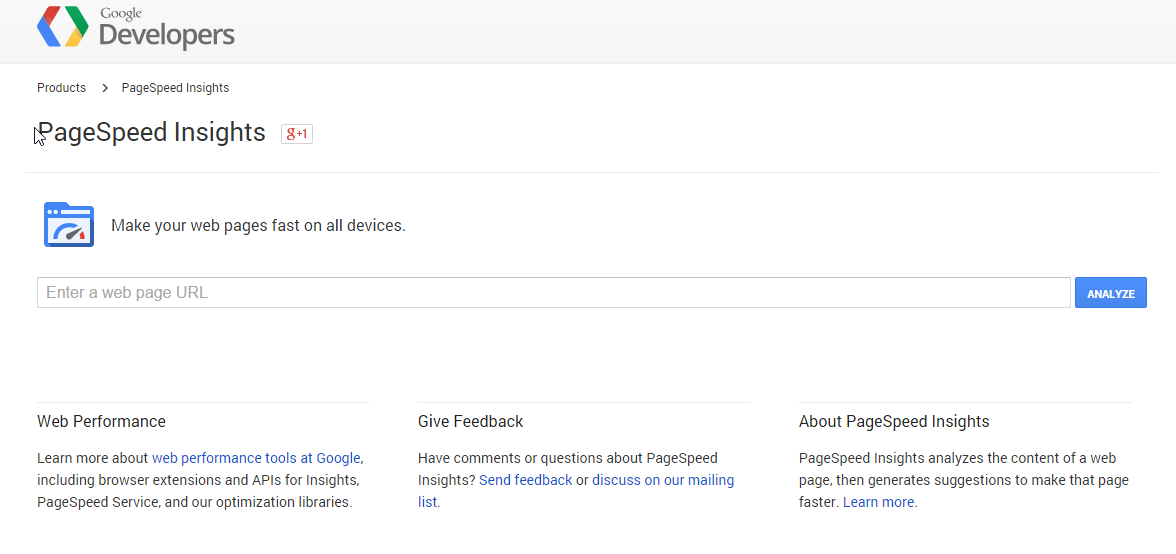 Google
Developers
Products > PageSpeed Insights
PageSpeed Insights g+1
Make your web pages fast on all devices.
Enter a web page URL
ANALYZE
Web Performance
Learn more about web performance tools at Google,
including browser extensions and APIs for Insights,
PageSpeed Service, and our optimization libraries.
Give Feedback
Have comments or questions about PageSpeed
Insights? Send feedback or discuss on our mailing
list.
About PageSpeed Insights
PageSpeed Insights analyzes the content of a web
page, then generates suggestions to make that page
faster. Learn more.